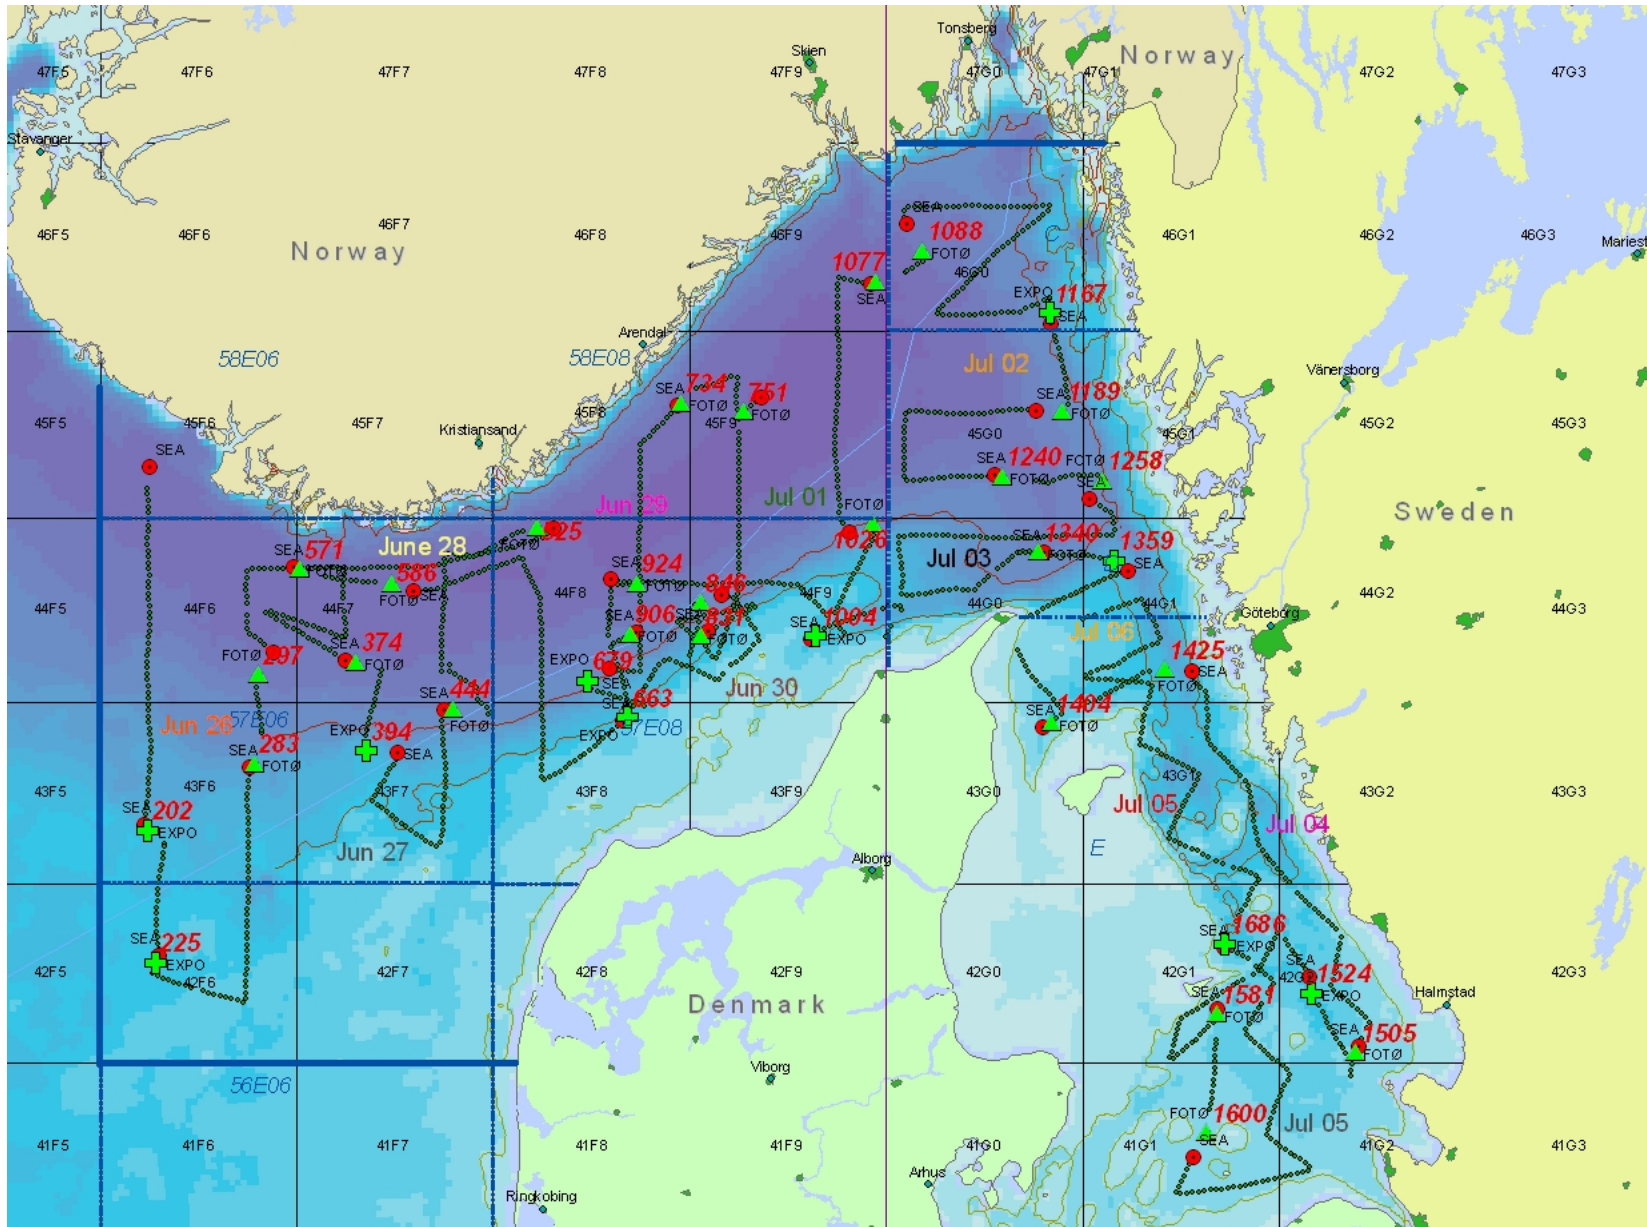 Tonsberg
Skien
Norway
47F5
47F6
47F7
47F8
47F9
47G0
47G1
47G2
47G3
Stavanger
SEA
1088
FOTØ
46F5
46F6
46F7
46F8
46F9
46G0
46G1
46G2
46G3
Norway
1077
SEA
EXPO
1167
SEA
Arendal
58E06
58E08
Jul 02
Vänersborg
SEA
734
FOTØ
751
FOTØ
SEA
1189
FOTØ
45F5
45F6
45F7
45F8
45F9
45G0
45G1
45G2
45G3
Kristiansand
SEA
SEA
1240
FOTØ
FOTØ
1258
SEA
Jun 29
Jul 01
FOTØ
1026
Sweden
SEA
571
FOTØ
June 28
FOTØ
586
FOTØ
SEA
SEA
924
FOTØ
846
Jul 03
SEA
1340
FOTØ
1359
SEA
44F5
44F6
44F7
44F8
44F9
44G0
44G1
44G2
44G3
Göteborg
SEA
906
FOTØ
SEA
831
FOTØ
SEA
1004
EXPO
Jul 06
FOTØ
297
SEA
374
FOTØ
EXPO
679
SEA
Jun 30
1425
SEA
FOTØ
57E06
SEA
444
FOTØ
SEA
663
EXPO
57E08
SEA
1404
FOTØ
SEA
283
FOTØ
EXPO
394
SEA
43F5
43F6
43F7
43F8
43F9
43G0
43G1
43G2
43G3
SEA
202
EXPO
Jun 27
Jul 05
Jul 04
E
Alborg
SEA
225
EXPO
SEA
1686
EXPO
42F5
42F6
42F7
42F8
42F9
42G0
42G1
42G3
SEA
1524
EXPO
Halmstad
Denmark
SEA
1581
FOTØ
SEA
1505
FOTØ
56E06
Viborg
41F5
41F6
41F7
41F8
41F9
41G0
41G1
41G2
41G3
FOTØ
1600
SEA
Jul 05
Arhus
Ringkobing